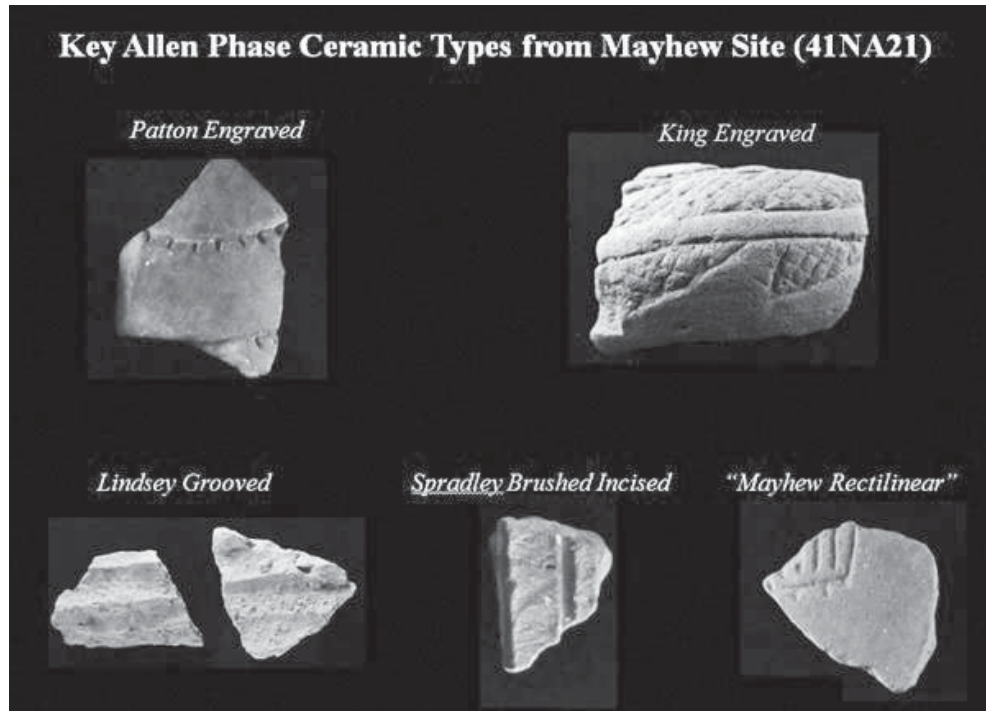 Key Allen Phase Ceramic Types from Mayhew Site (41NA21)
Patton Engraved
King Engraved
Lindsey Grooved
Spradley Brushed Incised
“Mayhew Rectilinear”